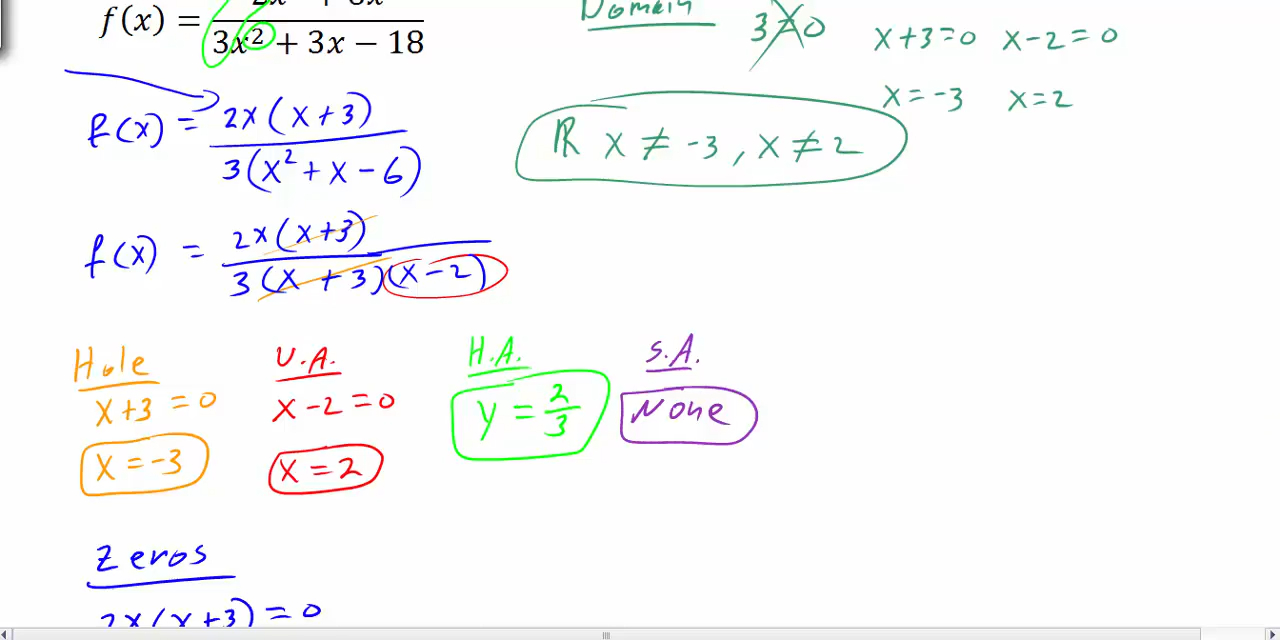 f(x) =
3x² + 3x − 18
Domain
3≠0 x+3=0 x−2=0
x=−3 x=2
ℝ x ≠ −3, x ≠ 2
f(x) = 2x(x+3)
3(x² + x − 6)
f(x) = 2x(x+3)
3(x+3)(x−2)
Hole V.A. H.A. S.A.
x+3=0 x−2=0 y = 2/3 None
x=−3 x=2
Zeros
2x(x+3)=0